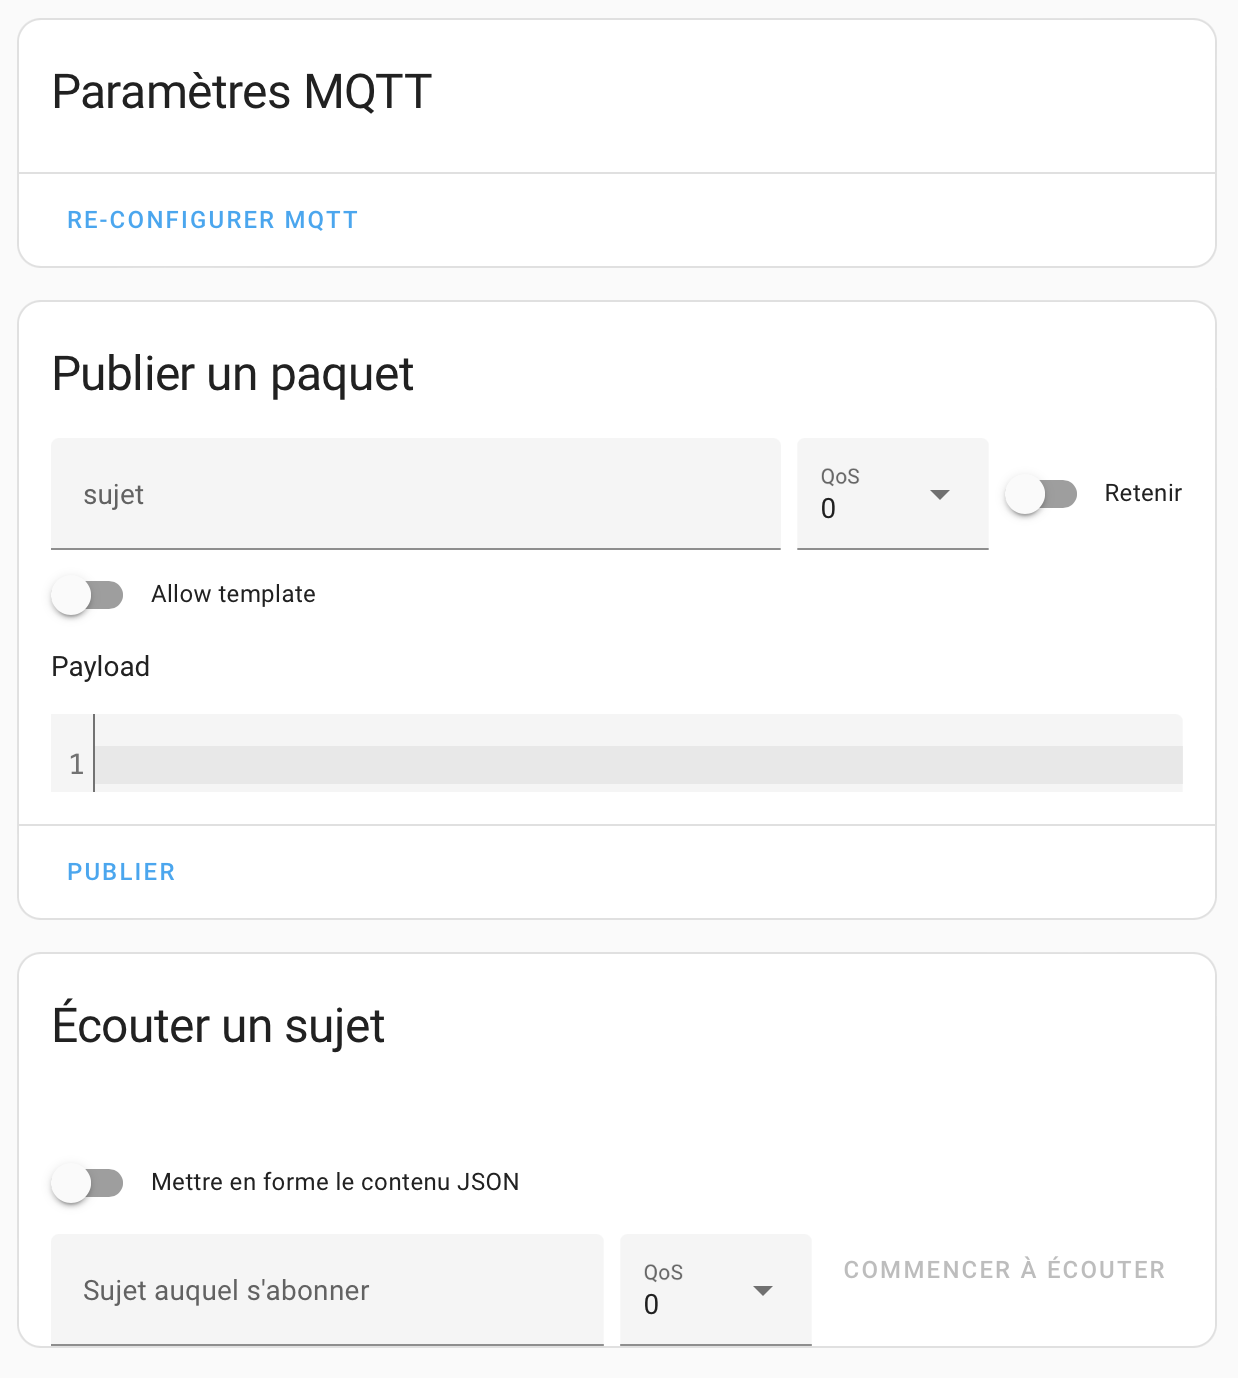 Paramètres MQTT
RE-CONFIGURER MQTT
Publier un paquet
sujet
QoS
0
Retenir
Allow template
Payload
1
PUBLIER
Écouter un sujet
Mettre en forme le contenu JSON
Sujet auquel s'abonner
QoS
0
COMMENCER À ÉCOUTER